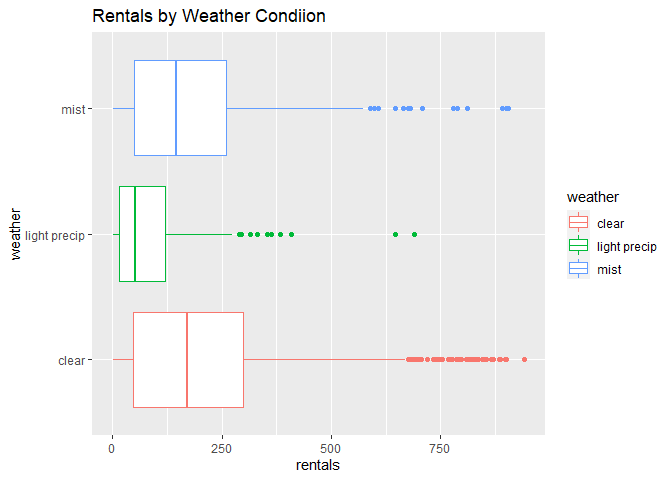 Rentals by Weather Condiion
mist
light precip
clear
weather
0
250
500
750
rentals
weather
clear
light precip
mist